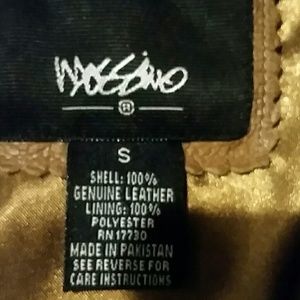 mossimo
®
S
SHELL: 100%
GENUINE LEATHER
LINING: 100%
POLYESTER
RN 17730
MADE IN PAKISTAN
SEE REVERSE FOR
CARE INSTRUCTIONS